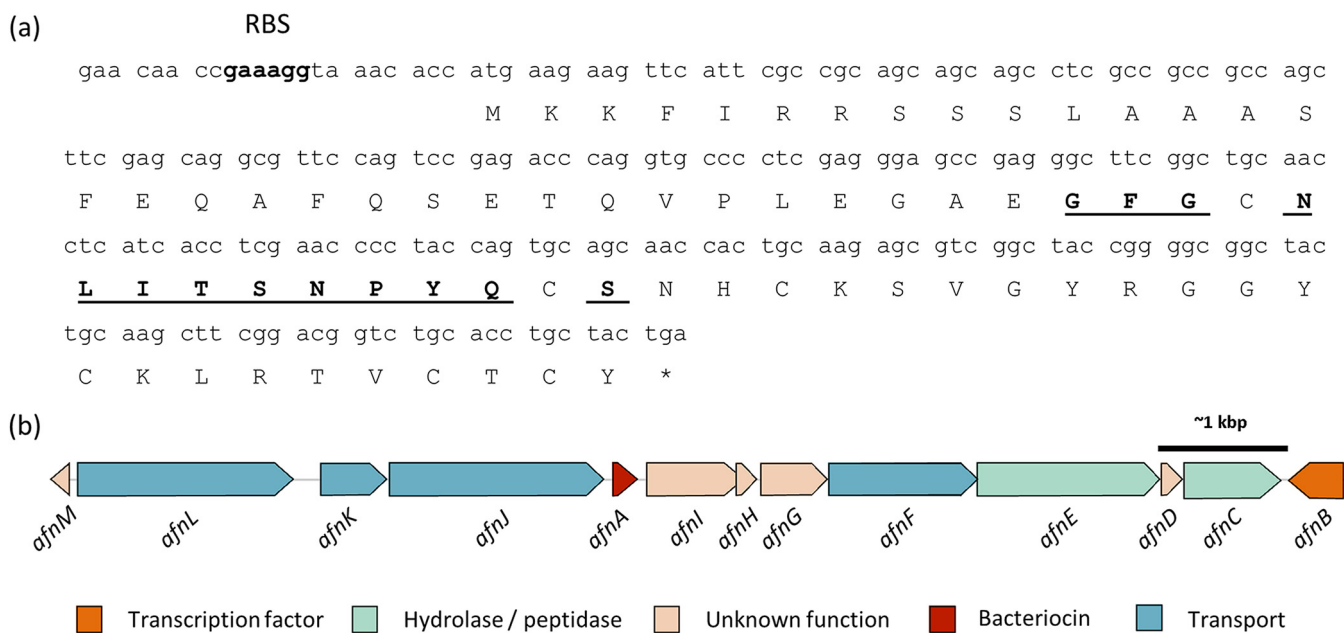 (a)
RBS
gaa caa ccgaaaggta aac acc atg aag aag ttc att cgc cgc agc agc agc ctc gcc gcc gcc agc
M K K F I R R S S S L A A A S
ttc gag cag gcg ttc cag tcc gag acc cag gtg ccc ctc gag gga gcc gag ggc ttc ggc tgc aac
F E Q A F Q S E T Q V P L E G A E G F G C N
ctc atc acc tcg aac ccc tac cag tgc agc aac cac tgc aag agc gtc ggc tac cgg ggc ggc tac
L I T S N P Y Q C S N H C K S V G Y R G G Y
tgc aag ctt cgg acg gtc tgc acc tgc tac tga
C K L R T V C T C Y *
(b)
~1 kbp
afnM afnL afnK afnJ afnA afnI afnH afnG afnF afnE afnD afnC afnB
Transcription factor Hydrolase / peptidase Unknown function Bacteriocin Transport